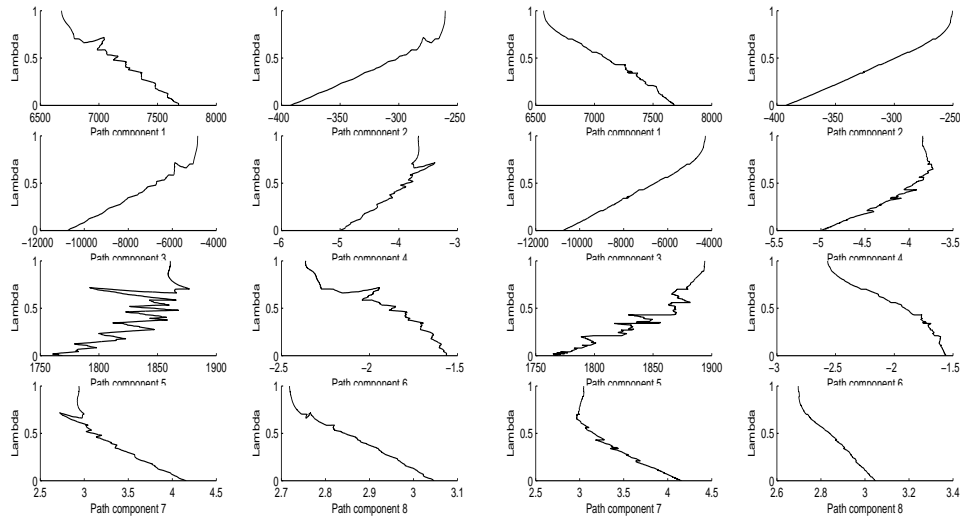 1
0.5
0
Lambda
6500 7000 7500 8000
Path component 1
1
0.5
0
Lambda
−400 −350 −300 −250
Path component 2
1
0.5
0
Lambda
6500 7000 7500 8000
Path component 1
1
0.5
0
Lambda
−400 −350 −300 −250
Path component 2
1
0.5
0
Lambda
−12000 −10000 −8000 −6000 −4000
Path component 3
1
0.5
0
Lambda
−6 −5 −4 −3
Path component 4
1
0.5
0
Lambda
12000 −10000 −8000 −6000 −4000
Path component 3
1
0.5
0
Lambda
−5.5 −5 −4.5 −4 −3.5
Path component 4
1
0.5
0
Lambda
1750 1800 1850 1900
Path component 5
1
0.5
0
Lambda
−2.5 −2 −1.5
Path component 6
1
0.5
0
Lambda
1750 1800 1850 1900
Path component 5
1
0.5
0
Lambda
−3 −2.5 −2 −1.5
Path component 6
1
0.5
0
Lambda
2.5 3 3.5 4 4.5
Path component 7
1
0.5
0
Lambda
2.7 2.8 2.9 3 3.1
Path component 8
1
0.5
0
Lambda
2.5 3 3.5 4 4.5
Path component 7
1
0.5
0
Lambda
2.6 2.8 3 3.2 3.4
Path component 8